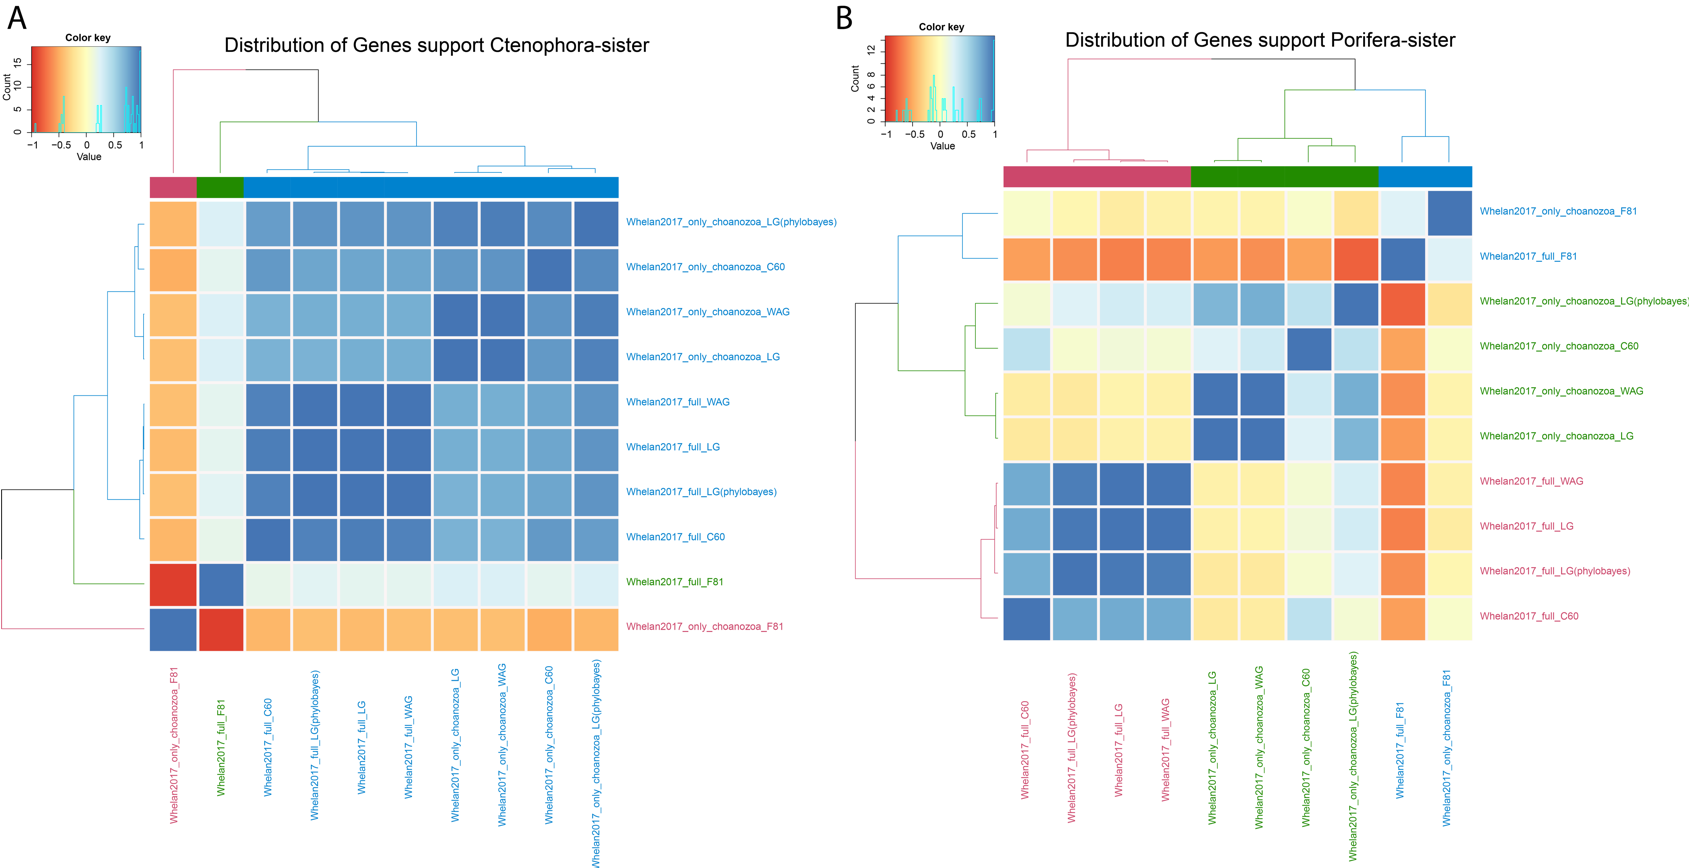 A
Color key
Count
0 5 10 15
−1 −0.5 0 0.5 1
Value
Distribution of Genes support Ctenophora-sister
Whelan2017_only_choanozoa_LG(phylobayes)
Whelan2017_only_choanozoa_C60
Whelan2017_only_choanozoa_WAG
Whelan2017_only_choanozoa_LG
Whelan2017_full_WAG
Whelan2017_full_LG
Whelan2017_full_LG(phylobayes)
Whelan2017_full_C60
Whelan2017_full_F81
Whelan2017_only_choanozoa_F81
Whelan2017_only_choanozoa_F81
Whelan2017_full_F81
Whelan2017_full_C60
Whelan2017_full_LG(phylobayes)
Whelan2017_full_LG
Whelan2017_full_WAG
Whelan2017_only_choanozoa_LG
Whelan2017_only_choanozoa_WAG
Whelan2017_only_choanozoa_C60
Whelan2017_only_choanozoa_LG(phylobayes)
B
Color key
Count
0 2 4 6 8 12
−1 −0.5 0 0.5 1
Value
Distribution of Genes support Porifera-sister
Whelan2017_only_choanozoa_F81
Whelan2017_full_F81
Whelan2017_only_choanozoa_LG(phylobayes)
Whelan2017_only_choanozoa_C60
Whelan2017_only_choanozoa_WAG
Whelan2017_only_choanozoa_LG
Whelan2017_full_WAG
Whelan2017_full_LG
Whelan2017_full_LG(phylobayes)
Whelan2017_full_C60
Whelan2017_full_C60
Whelan2017_full_LG(phylobayes)
Whelan2017_full_LG
Whelan2017_full_WAG
Whelan2017_only_choanozoa_LG
Whelan2017_only_choanozoa_WAG
Whelan2017_only_choanozoa_C60
Whelan2017_only_choanozoa_LG(phylobayes)
Whelan2017_full_F81
Whelan2017_only_choanozoa_F81